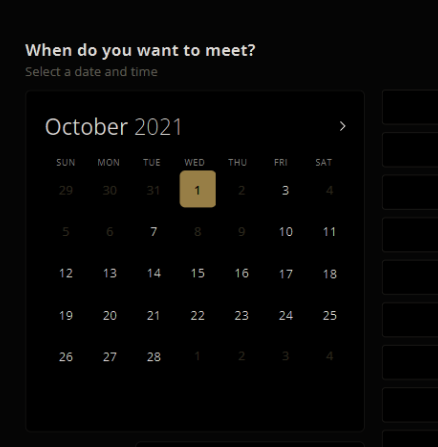 When do you want to meet?
Select a date and time
October 2021
SUN MON TUE WED THU FRI SAT
29 30 31 1 2 3 4
5 6 7 8 9 10 11
12 13 14 15 16 17 18
19 20 21 22 23 24 25
26 27 28 1 2 3 4